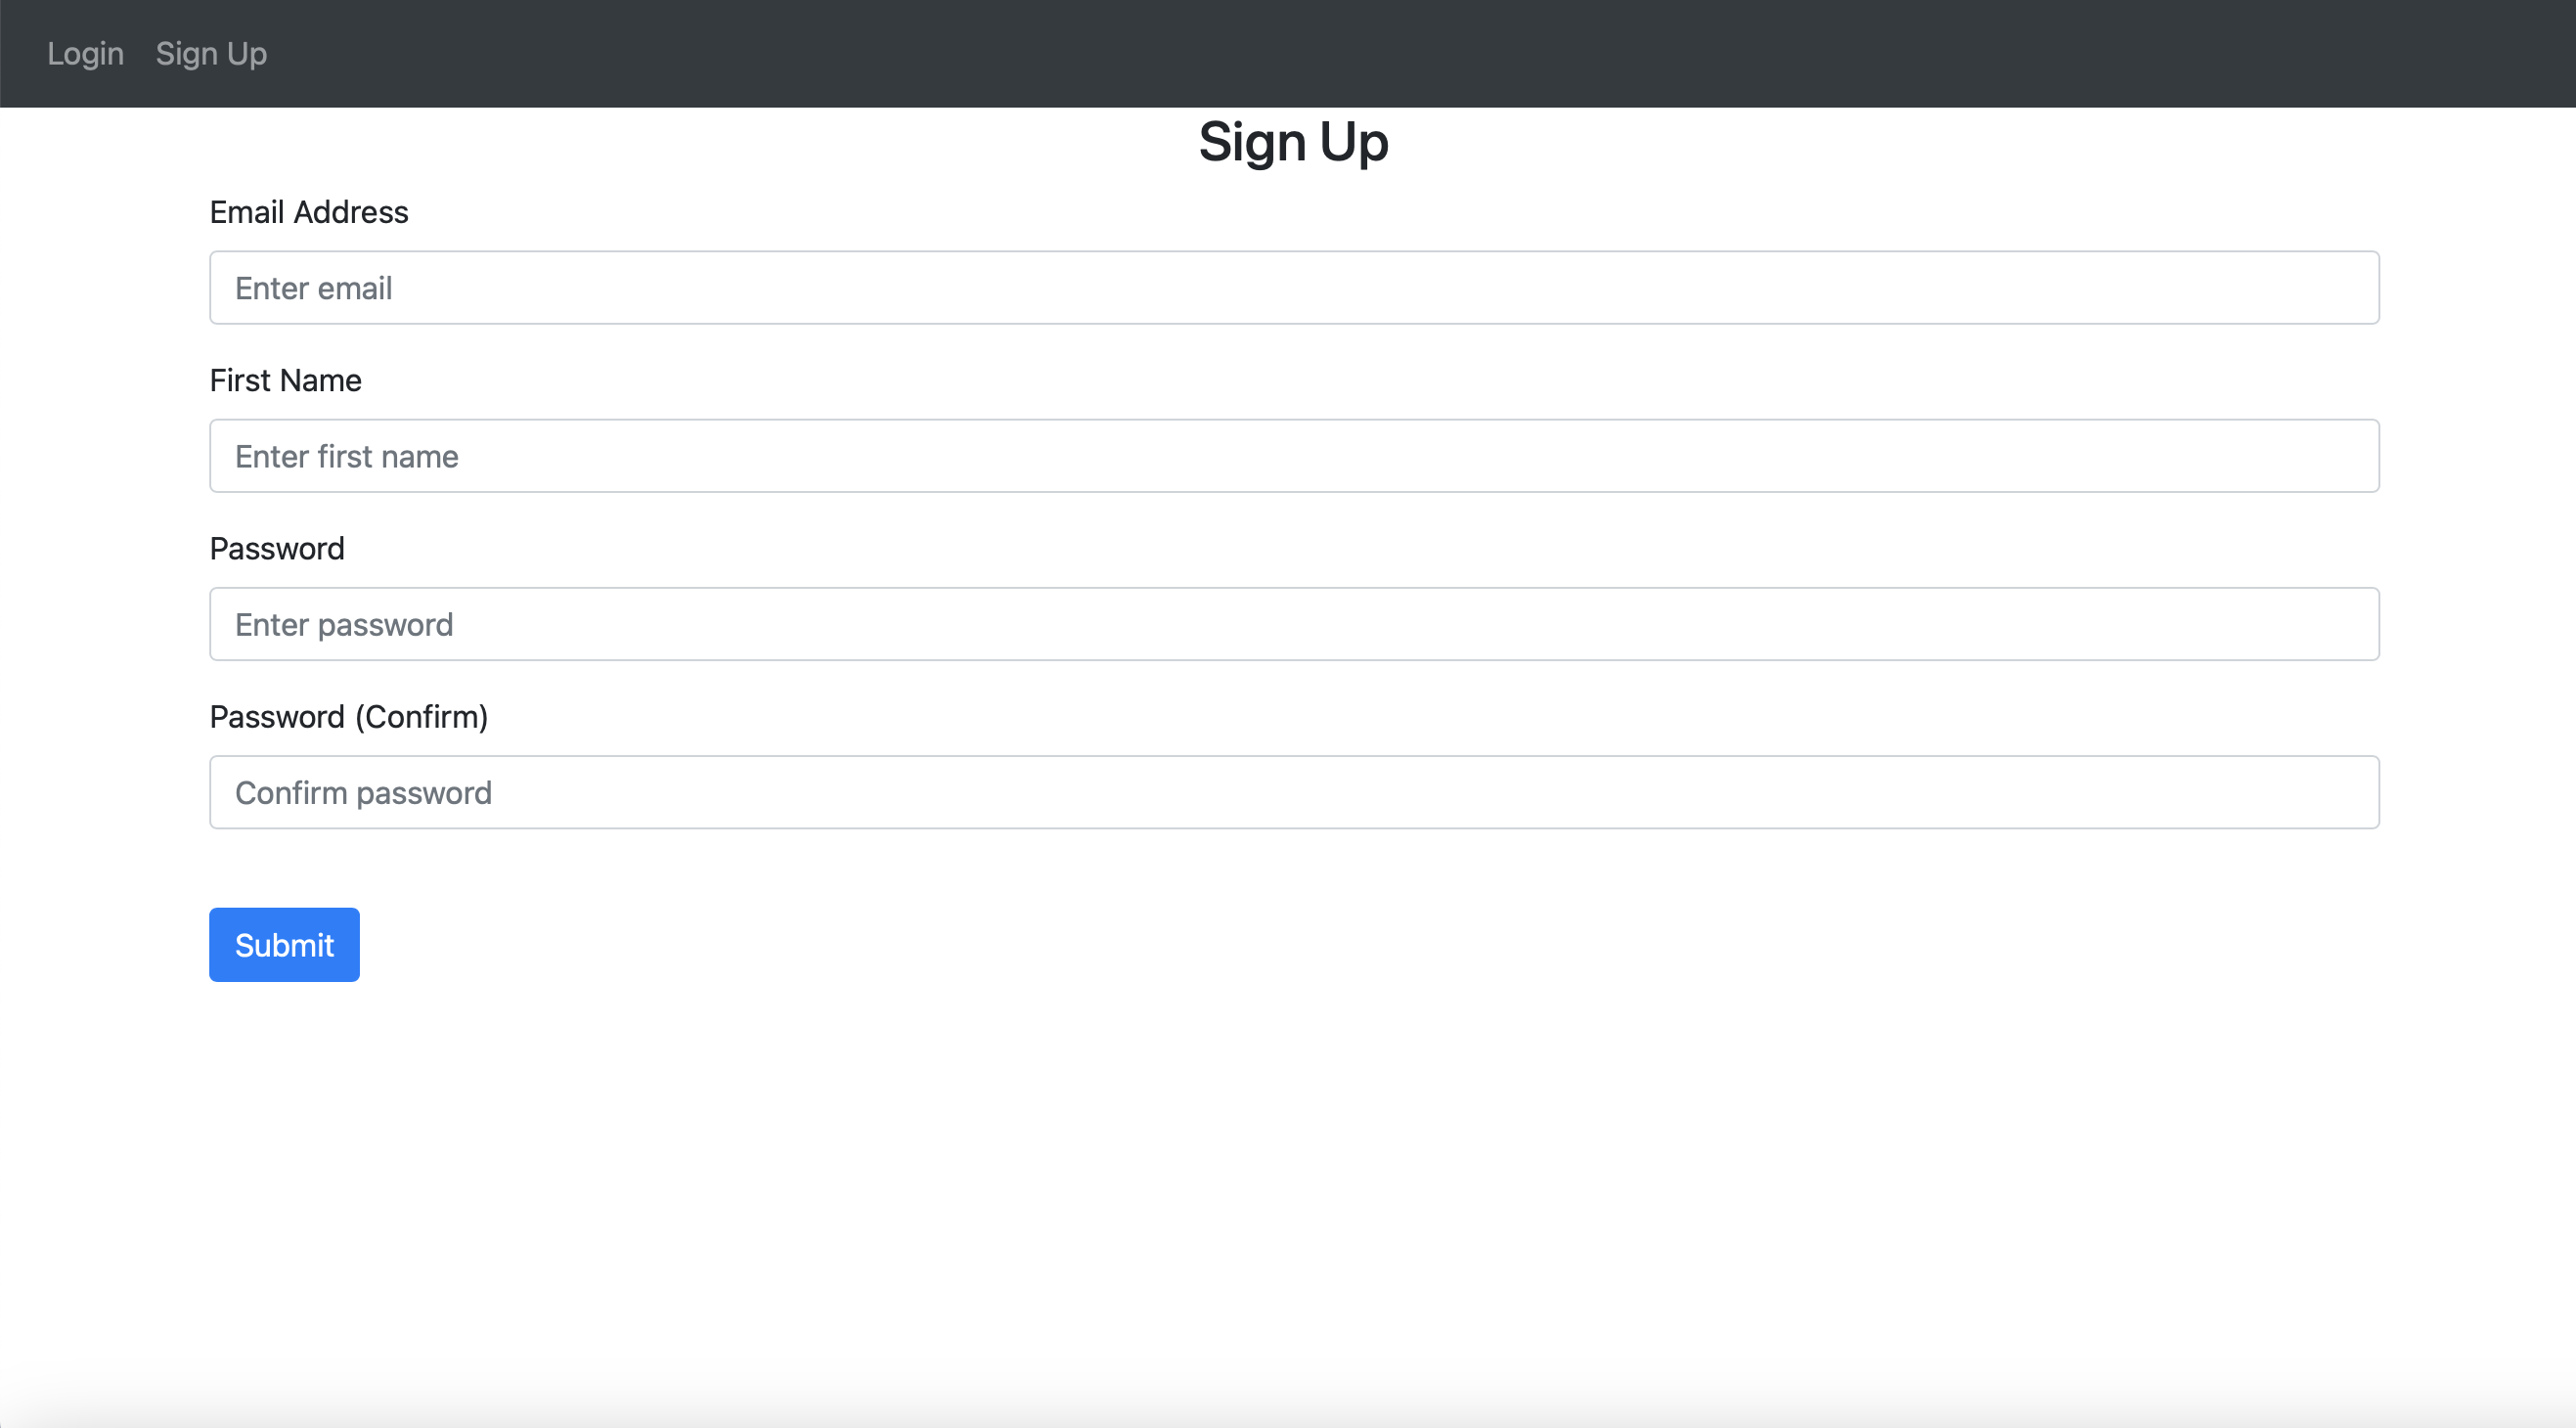 Login Sign Up
Sign Up
Email Address
Enter email
First Name
Enter first name
Password
Enter password
Password (Confirm)
Confirm password
Submit